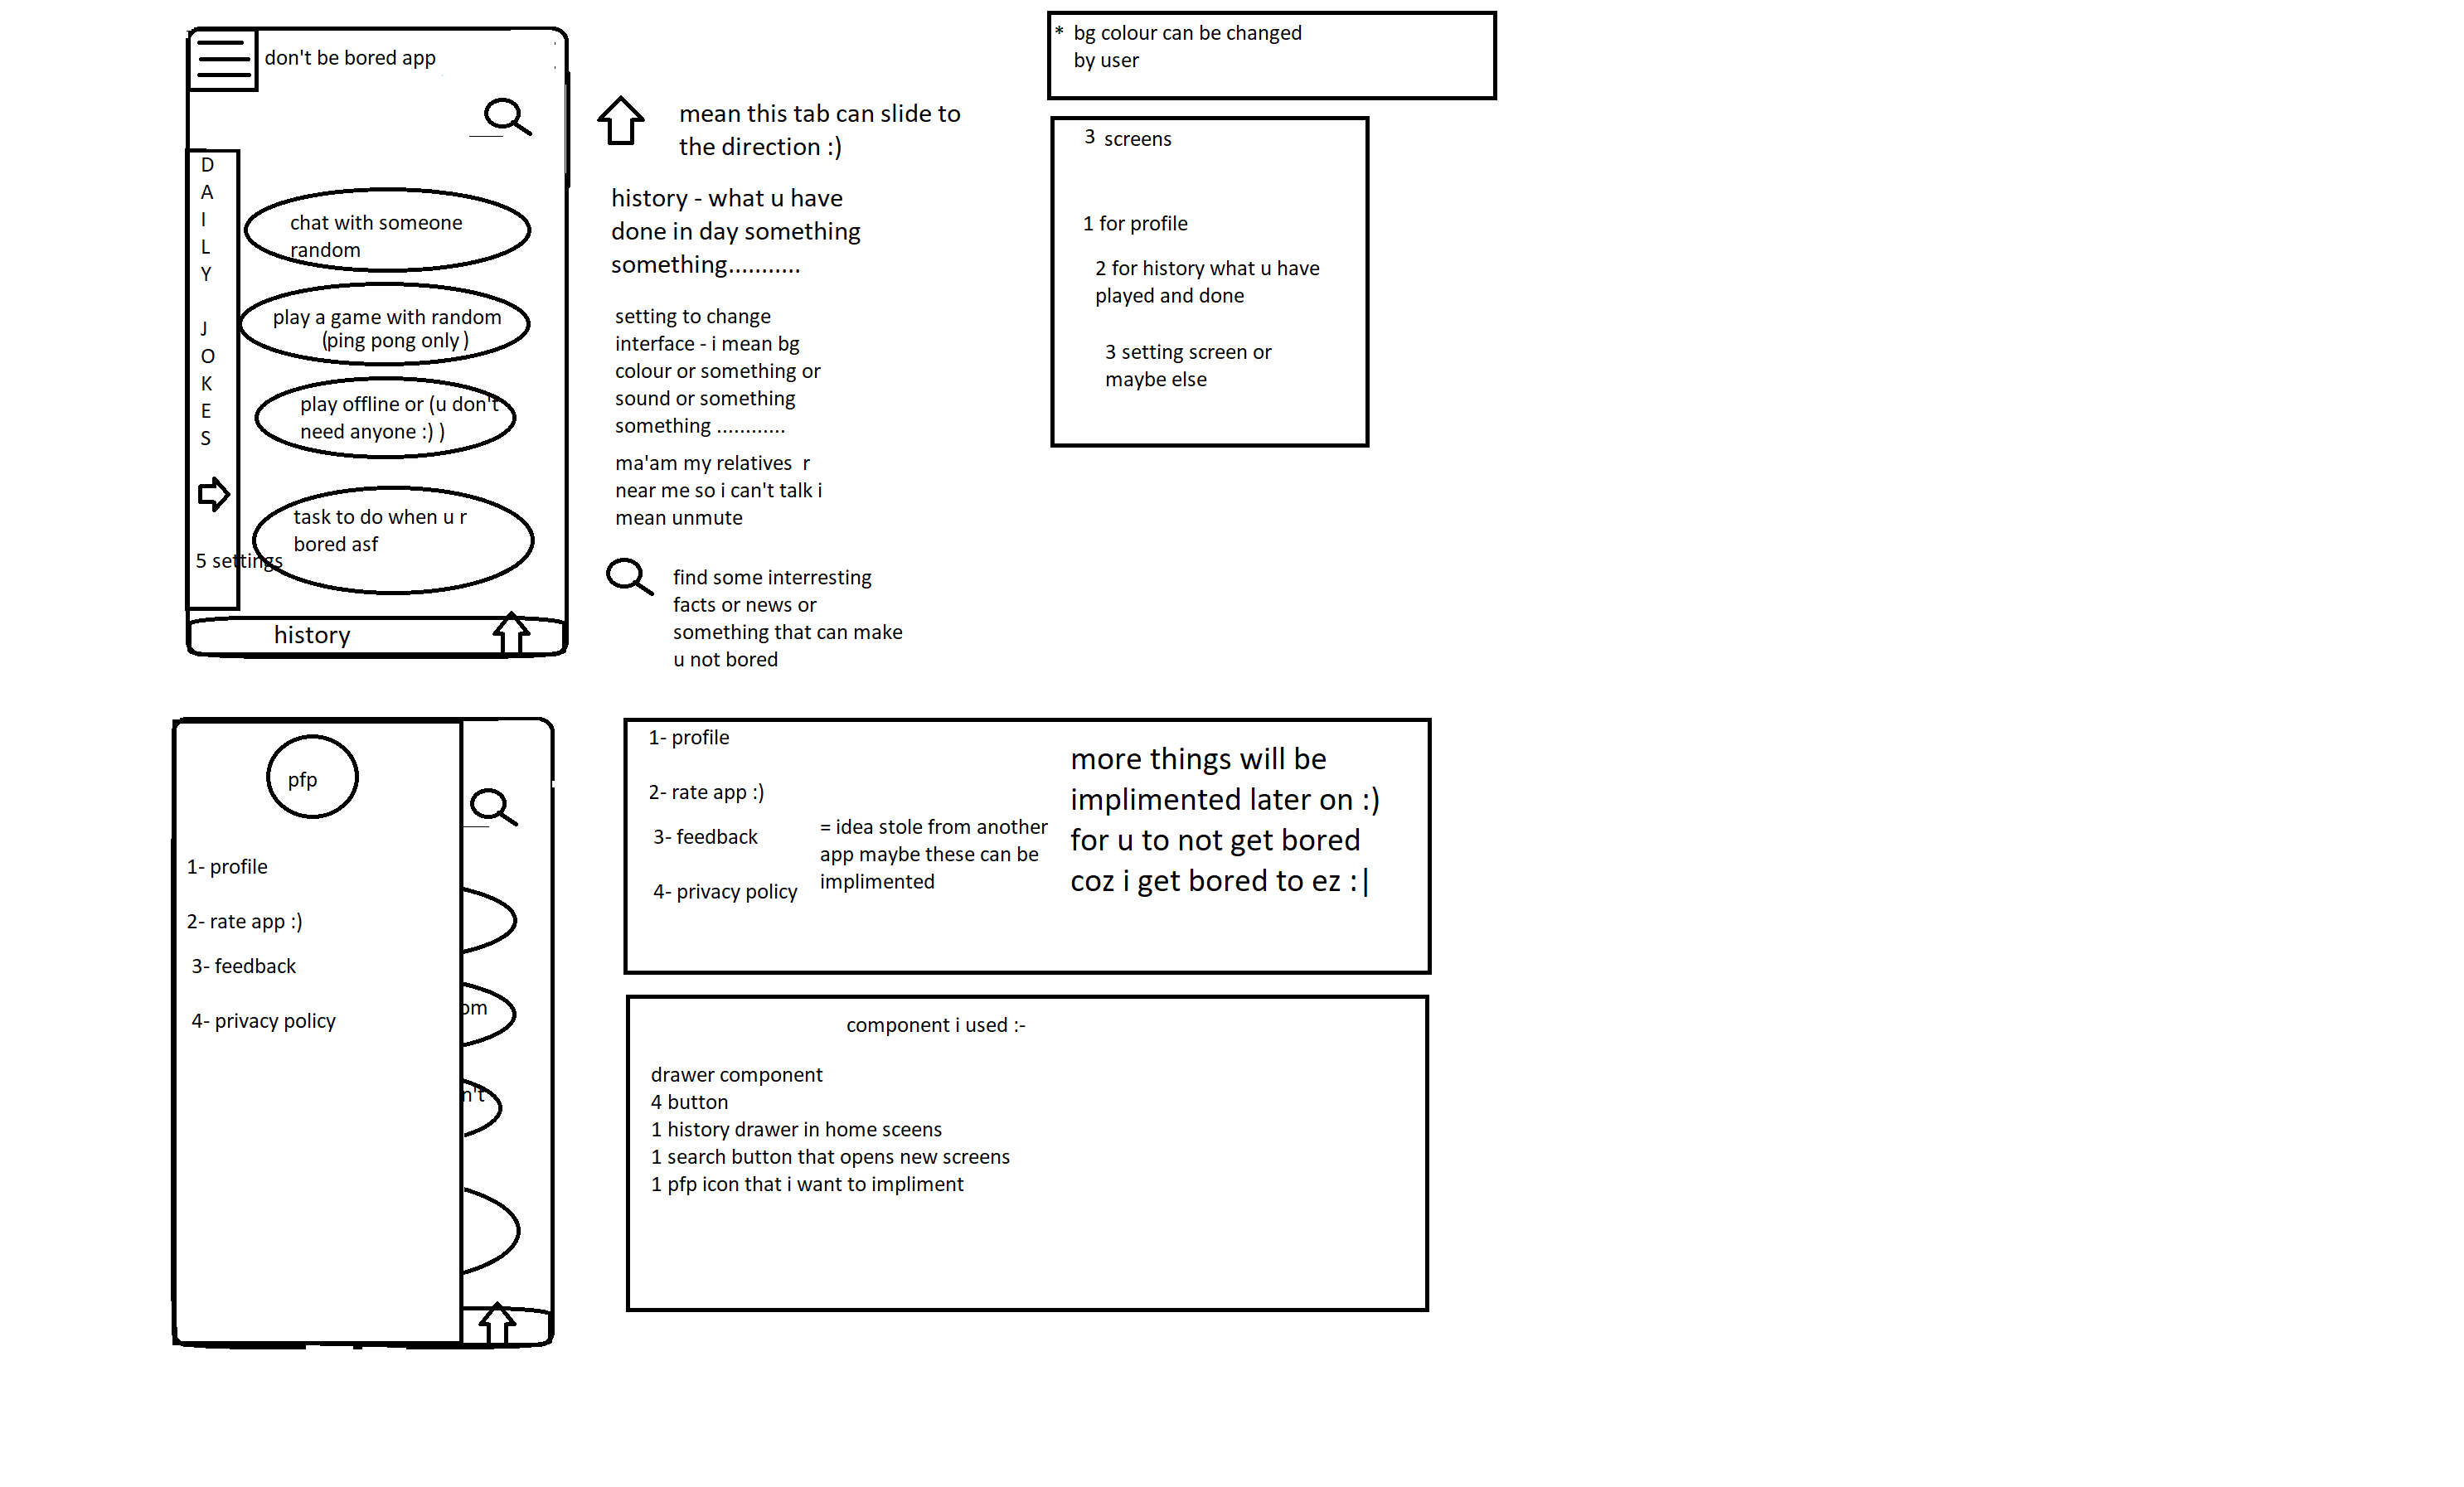 don't be bored app
D
A
I
L
Y
J
O
K
E
S
chat with someone
random
play a game with random
(ping pong only)
play offline or (u don't
need anyone :) )
task to do when u r
bored asf
5 settings
history
mean this tab can slide to
the direction :)
history - what u have
done in day something
something...........
setting to change
interface - i mean bg
colour or something or
sound or something
something ............
ma'am my relatives  r
near me so i can't talk i
mean unmute
find some interresting
facts or news or
something that can make
u not bored
* bg colour can be changed
by user
3 screens
1 for profile
2 for history what u have
played and done
3 setting screen or
maybe else
pfp
1- profile
2- rate app :)
3- feedback
4- privacy policy
om
n't
1- profile
2- rate app :)
3- feedback
4- privacy policy
= idea stole from another
app maybe these can be
implimented
more things will be
implimented later on :)
for u to not get bored
coz i get bored to ez :|
component i used :-
drawer component
4 button
1 history drawer in home sceens
1 search button that opens new screens
1 pfp icon that i want to impliment